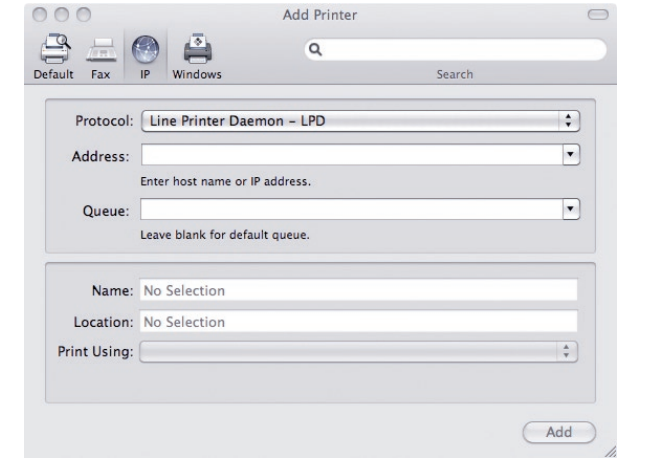 Add Printer
Default Fax IP Windows Search
Protocol: Line Printer Daemon – LPD
Address:
Enter host name or IP address.
Queue:
Leave blank for default queue.
Name: No Selection
Location: No Selection
Print Using:
Add